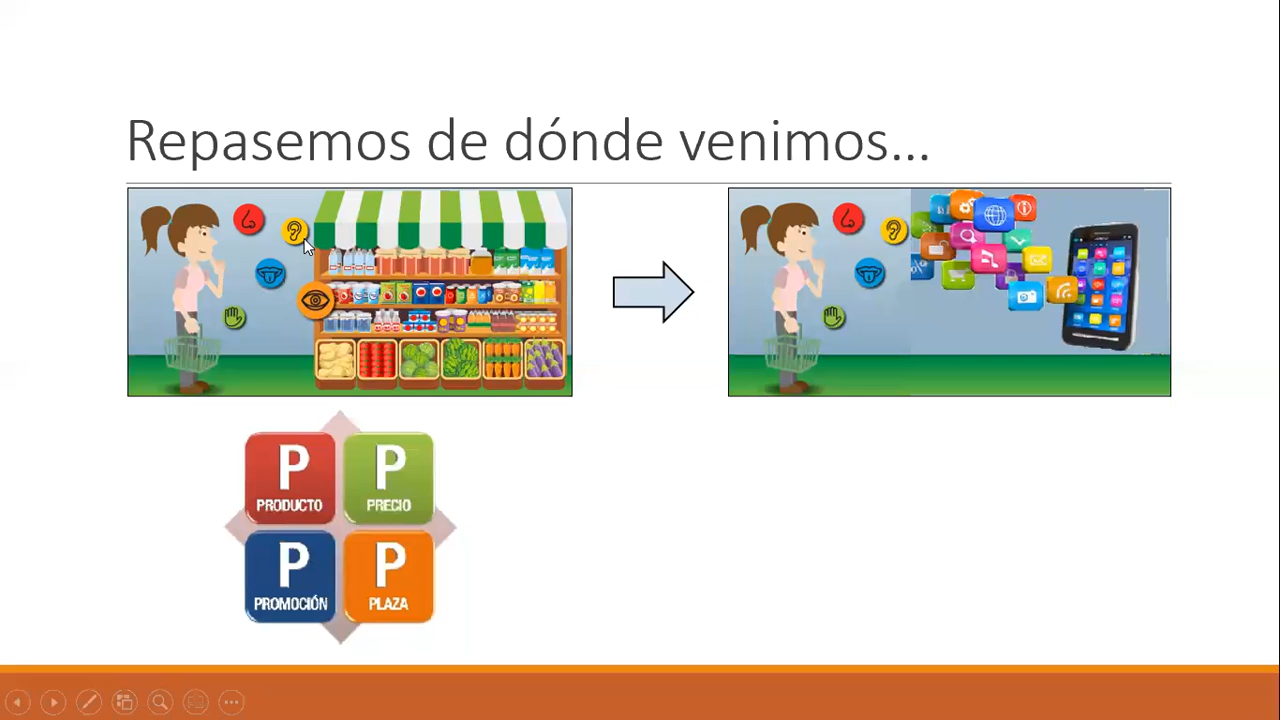 Repasemos de dónde venimos...
P
PRODUCTO
P
PRECIO
P
PROMOCIÓN
P
PLAZA